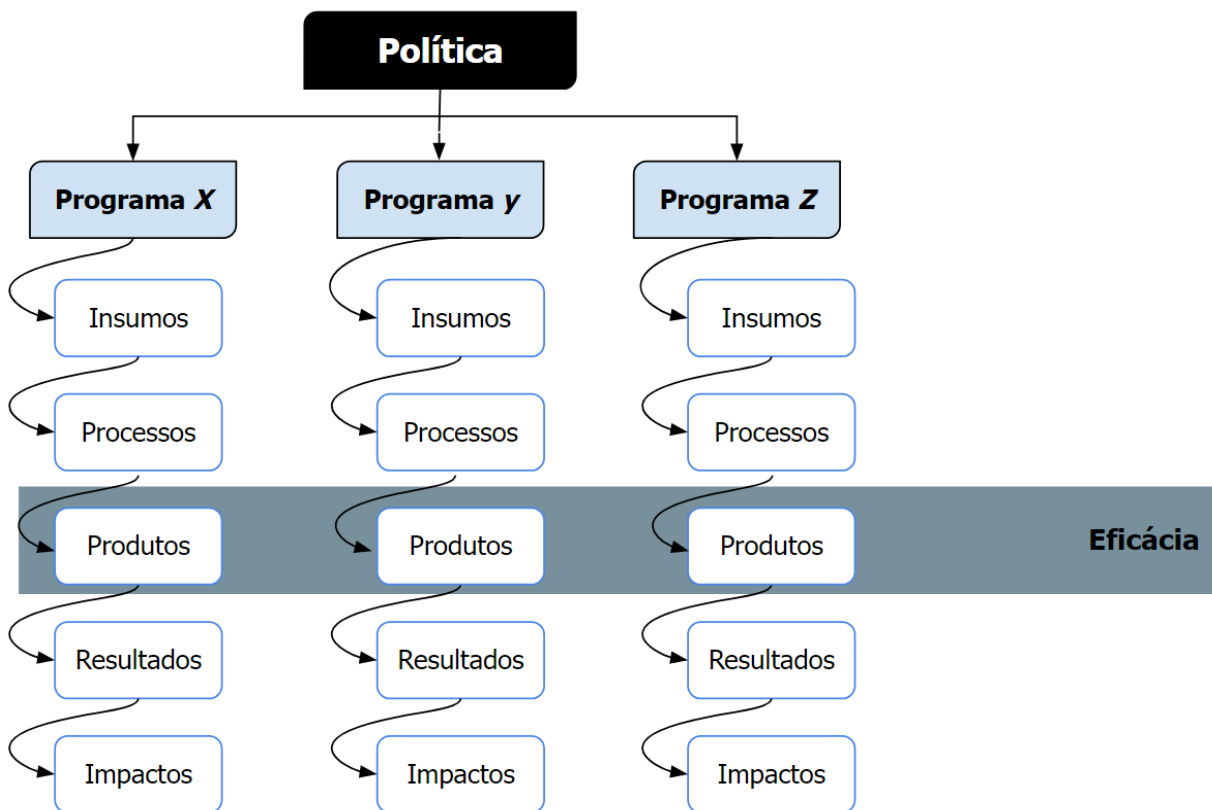 Política
Programa X
Programa y
Programa Z
Insumos
Insumos
Insumos
Processos
Processos
Processos
Produtos
Produtos
Produtos
Eficácia
Resultados
Resultados
Resultados
Impactos
Impactos
Impactos